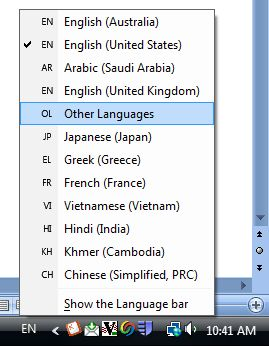 EN English (Australia)
EN English (United States)
AR Arabic (Saudi Arabia)
EN English (United Kingdom)
OL Other Languages
JP Japanese (Japan)
EL Greek (Greece)
FR French (France)
VI Vietnamese (Vietnam)
HI Hindi (India)
KH Khmer (Cambodia)
CH Chinese (Simplified, PRC)
Show the Language bar
EN 10:41 AM